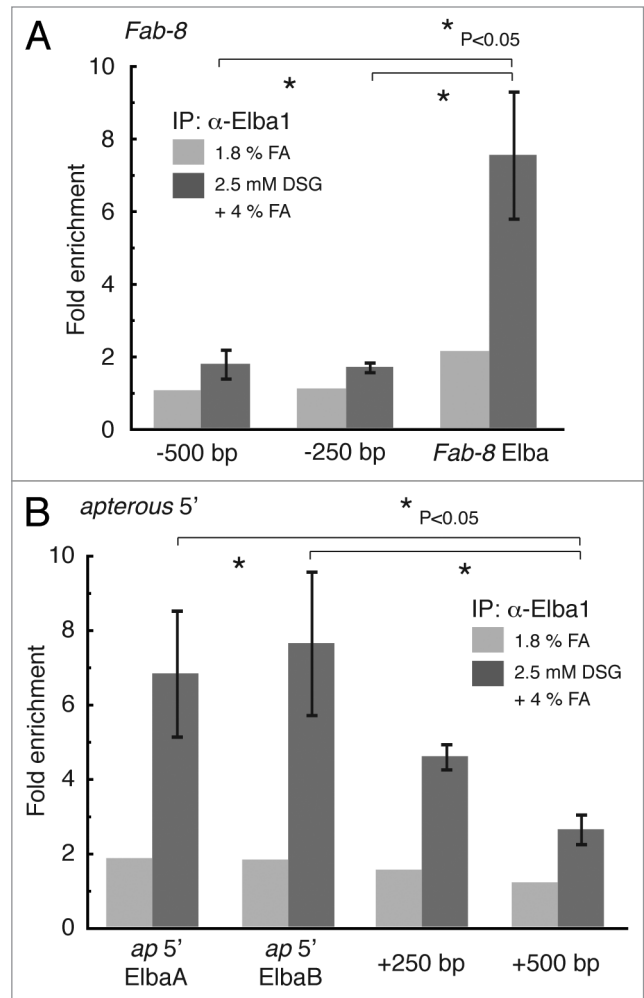 A Fab-8
* P<0.05
* *
IP: α-Elba1
1.8 % FA
2.5 mM DSG
+ 4 % FA
Fold enrichment
10
8
6
4
2
0
-500 bp -250 bp Fab-8 Elba
B apterous 5’
* P<0.05
* *
IP: α-Elba1
1.8 % FA
2.5 mM DSG
+ 4 % FA
Fold enrichment
10
8
6
4
2
0
ap 5’ ap 5’ +250 bp +500 bp
ElbaA ElbaB